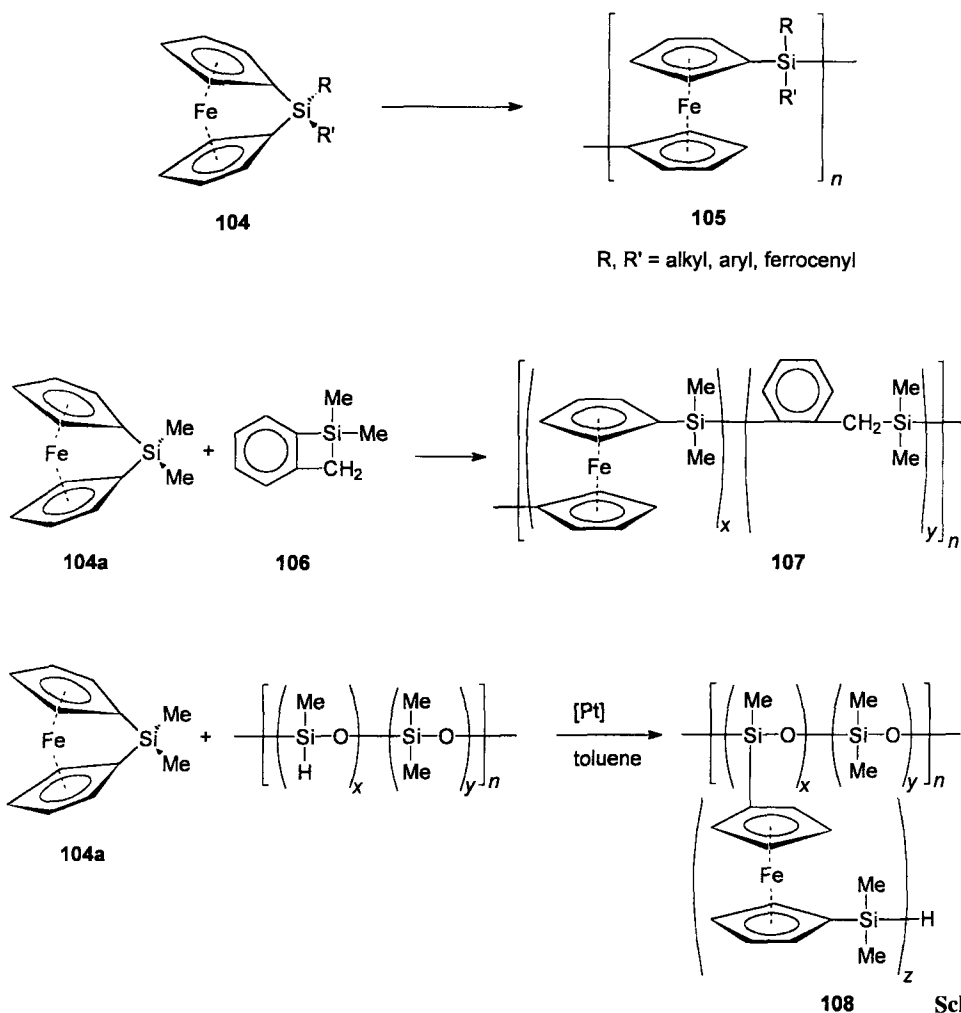 Fe Si R R'
104
Fe Si R R' n
105
R, R' = alkyl, aryl, ferrocenyl
Fe Si Me Me
104a
+
Me Si Me CH2
106
Fe Me Si Me x CH2 Me Si Me y n
107
Fe Si Me Me
104a
+
Me Si O H x Me Si O Me y n
[Pt]
toluene
Me Si O x Me Si O Me y n
Fe Me Si H Me z
108
Scl